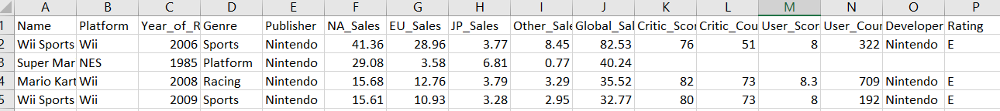 A B C D E F G H I J K L M N O P
1 Name Platform Year_of_R Genre Publisher NA_Sales EU_Sales JP_Sales Other_Sale Global_Sal Critic_Scor Critic_Cou User_Scor User_Cour Developer Rating
2 Wii Sports Wii 2006 Sports Nintendo 41.36 28.96 3.77 8.45 82.53 76 51 8 322 Nintendo E
3 Super Mar NES 1985 Platform Nintendo 29.08 3.58 6.81 0.77 40.24
4 Mario Kart Wii 2008 Racing Nintendo 15.68 12.76 3.79 3.29 35.52 82 73 8.3 709 Nintendo E
5 Wii Sports Wii 2009 Sports Nintendo 15.61 10.93 3.28 2.95 32.77 80 73 8 192 Nintendo E